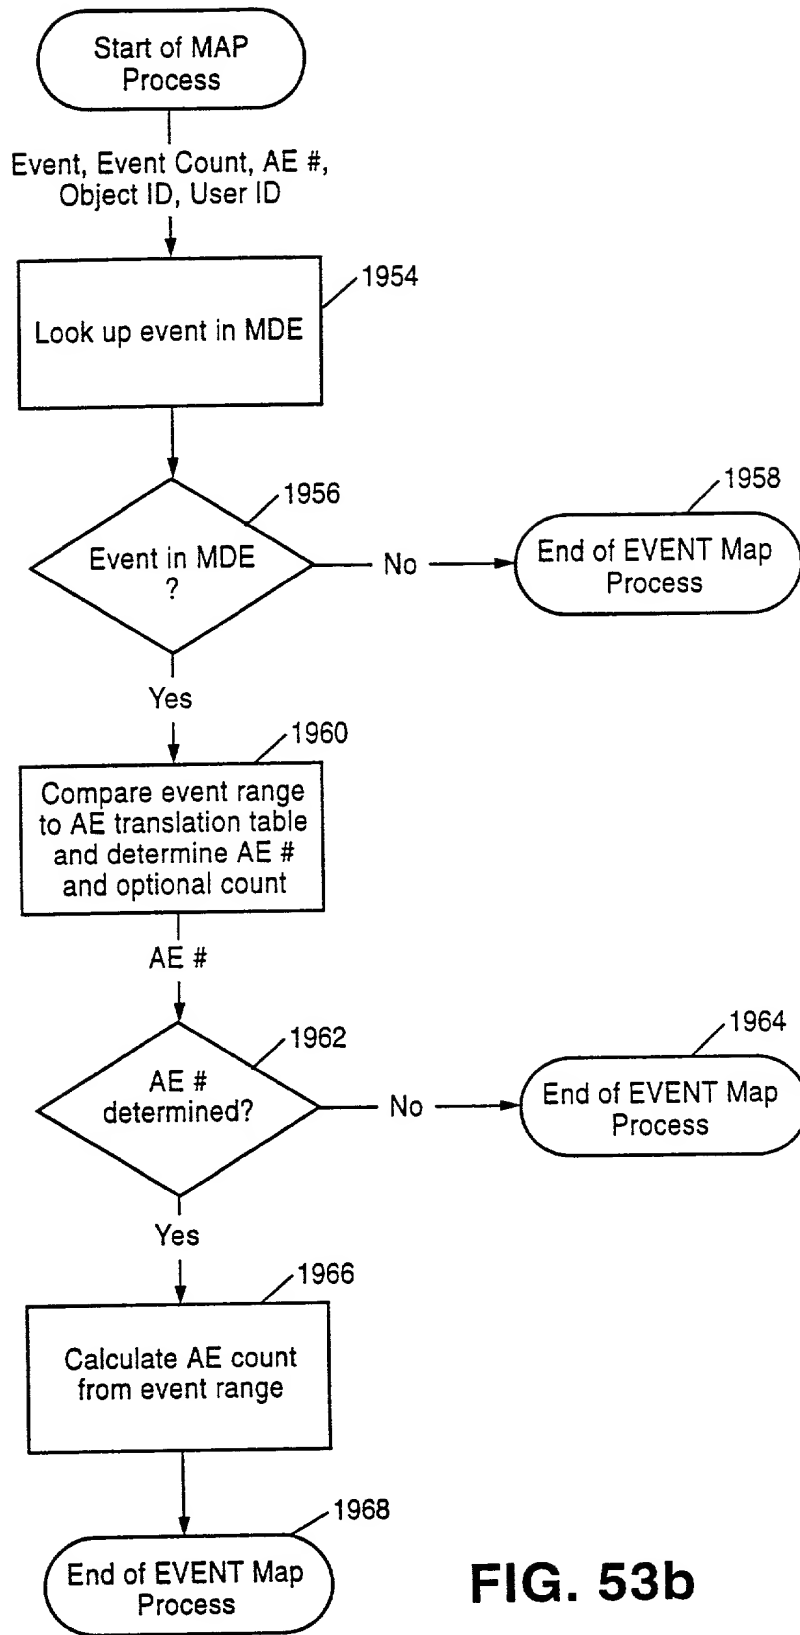 Start of MAP
Process
Event, Event Count, AE #,
Object ID, User ID
1954
Look up event in MDE
1956
Event in MDE
?
No
1958
End of EVENT Map
Process
Yes
1960
Compare event range
to AE translation table
and determine AE #
and optional count
AE #
1962
AE #
determined?
No
1964
End of EVENT Map
Process
Yes
1966
Calculate AE count
from event range
1968
End of EVENT Map
Process
FIG. 53b